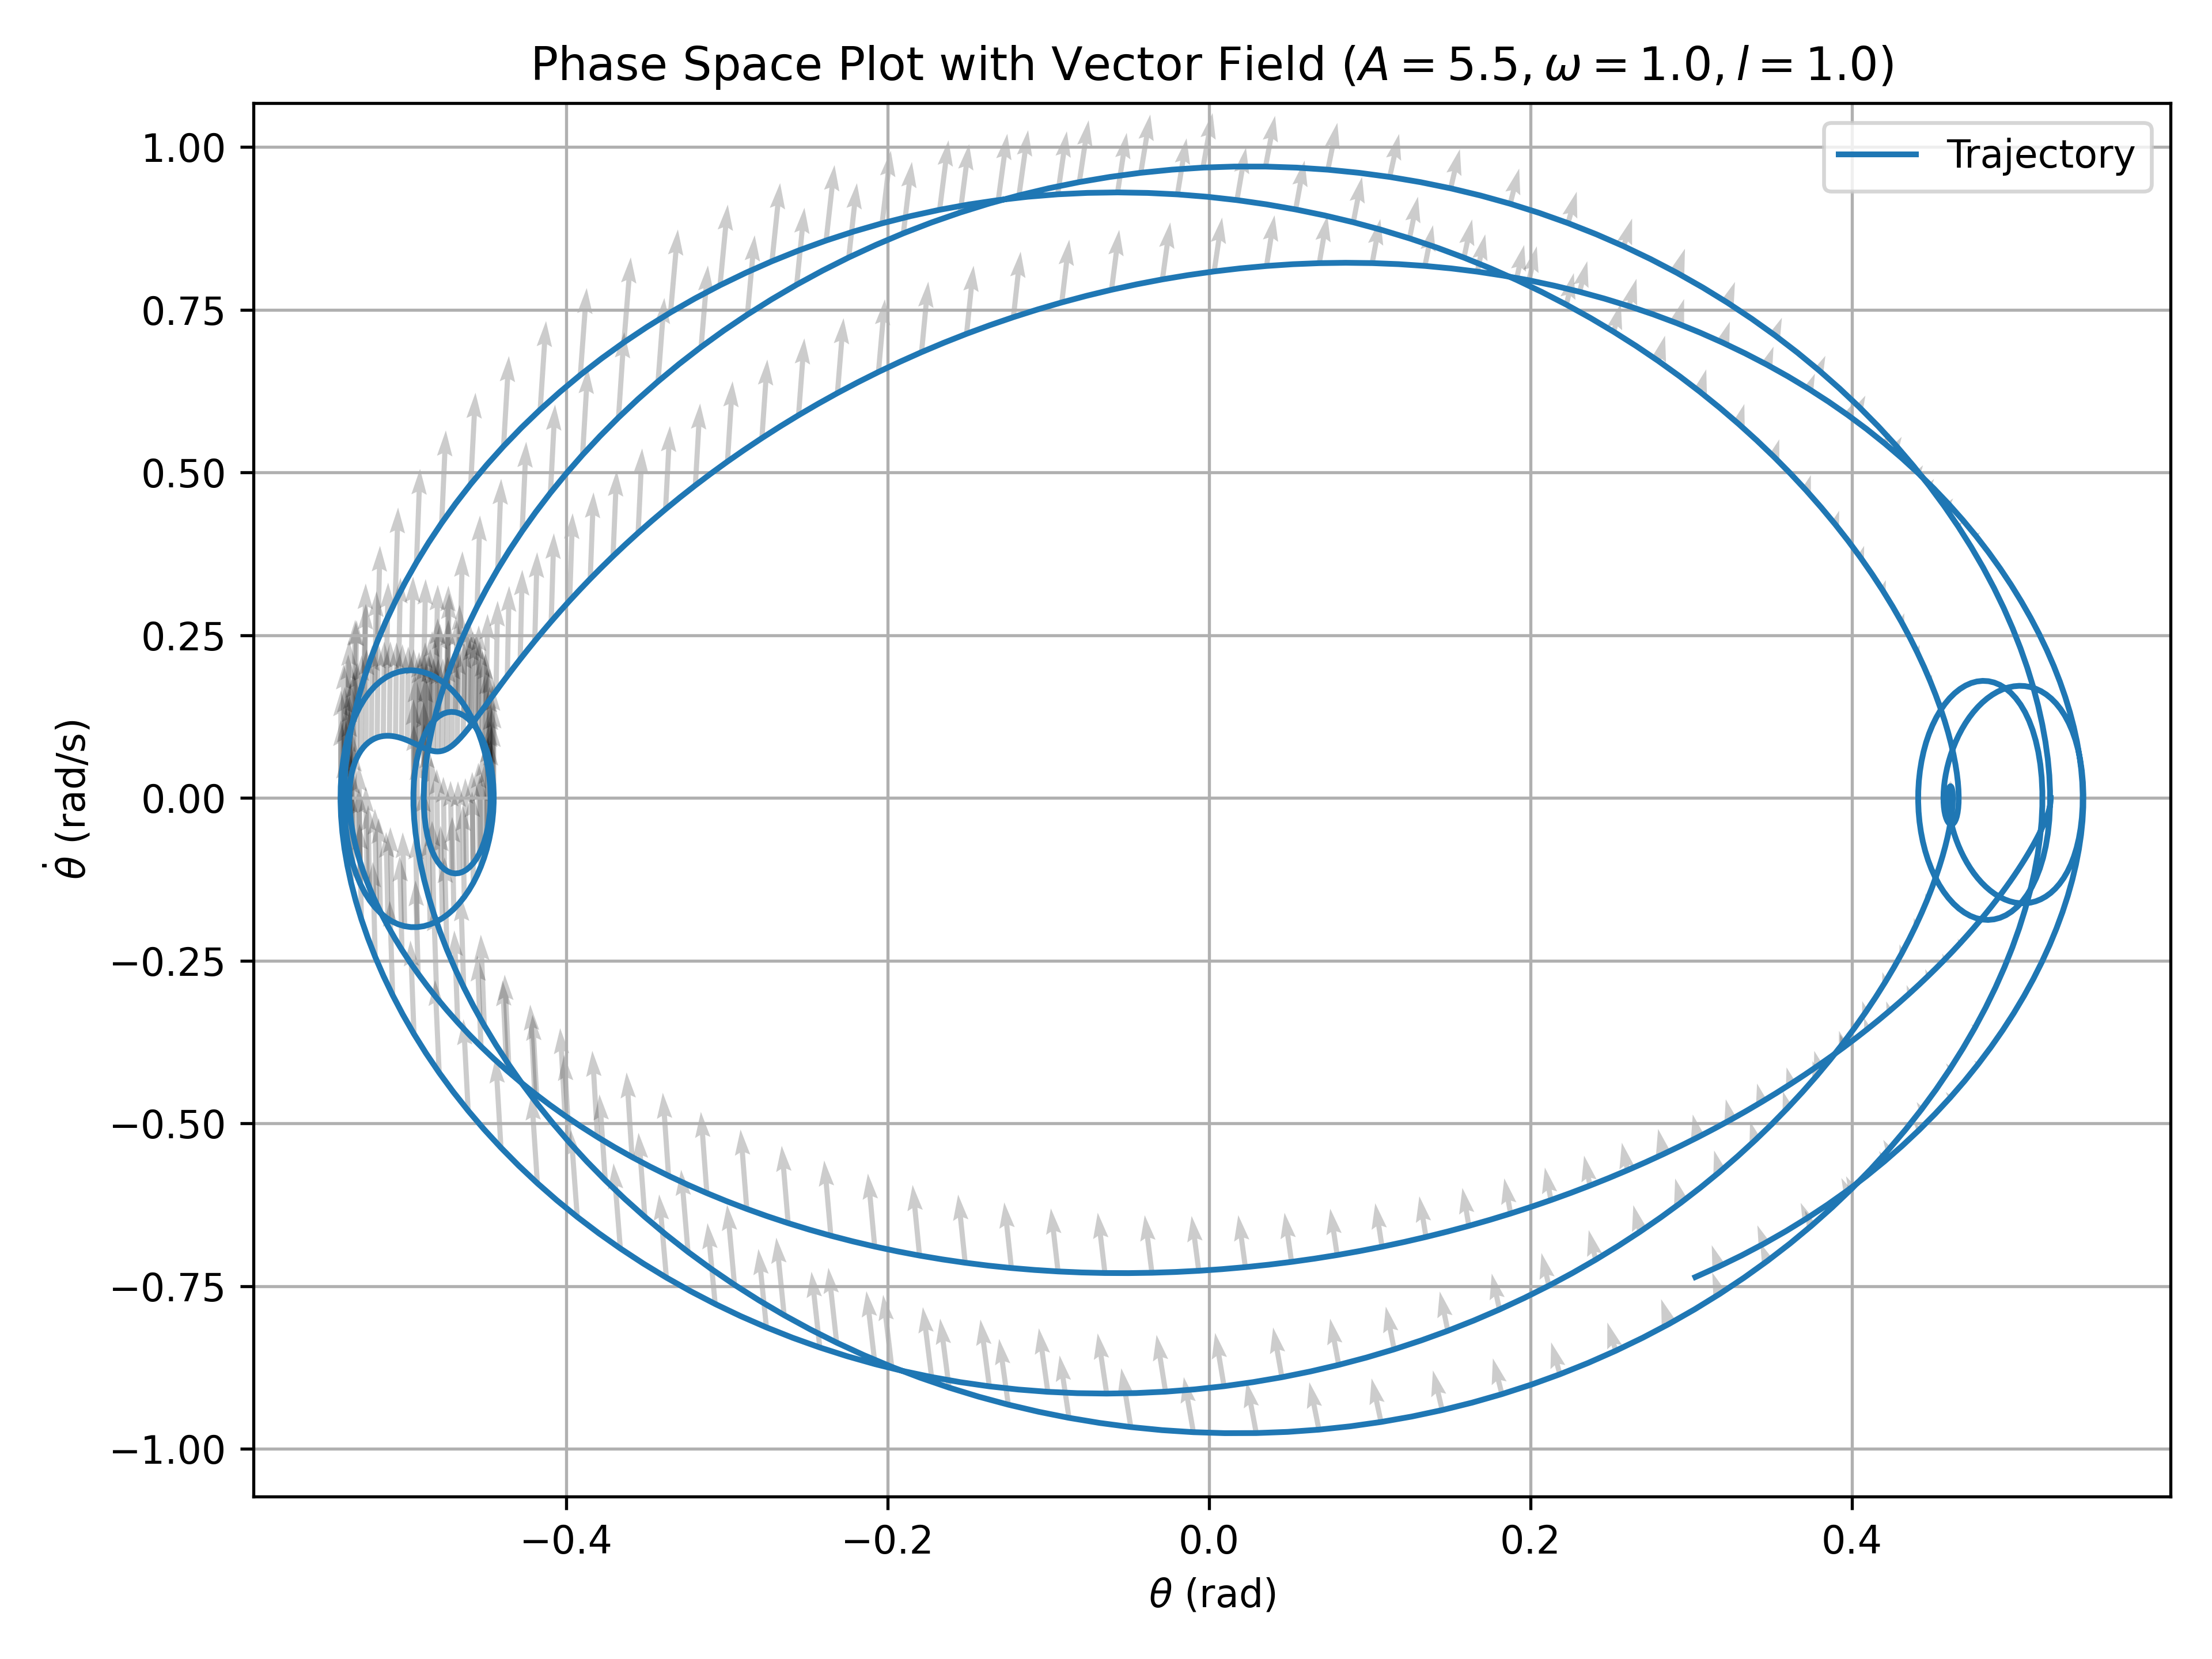 Phase Space Plot with Vector Field (A = 5.5, ω = 1.0, l = 1.0)
Trajectory
1.00
0.75
0.50
0.25
0.00
−0.25
−0.50
−0.75
−1.00
θ̇ (rad/s)
−0.4 −0.2 0.0 0.2 0.4
θ (rad)